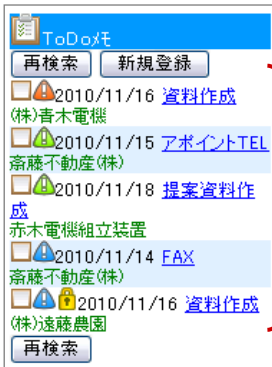 ToDoメモ
再検索 新規登録
2010/11/16 資料作成
(株)青木電機
2010/11/15 アポイントTEL
斎藤不動産(株)
2010/11/18 提案資料作
成
赤木電機組立装置
2010/11/14 FAX
斎藤不動産(株)
2010/11/16 資料作成
(株)遠藤農園
再検索